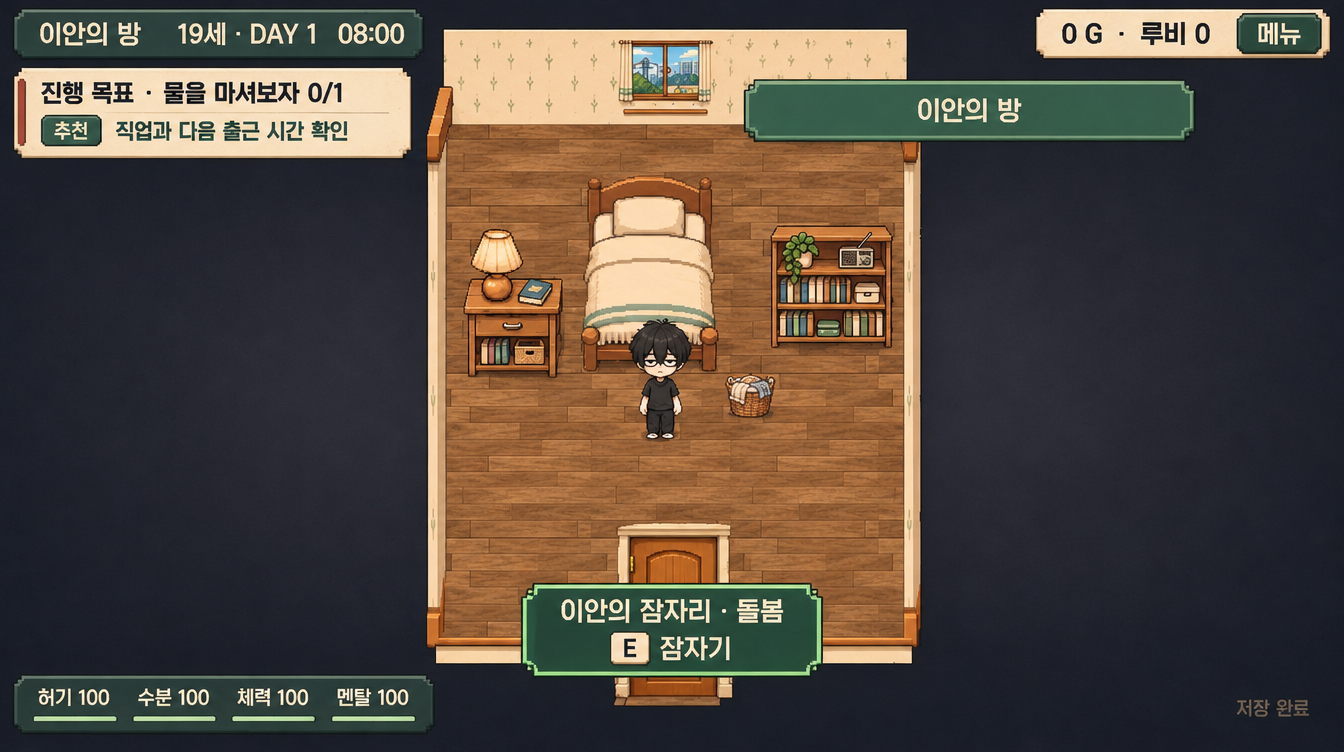 이안의 방 19세 · DAY 1 08:00
0 G · 루비 0 메뉴
진행 목표 · 물을 마셔보자 0/1
추천 직업과 다음 출근 시간 확인
이안의 방
이안의 잠자리 · 돌봄
E 잠자기
허기 100 수분 100 체력 100 멘탈 100
저장 완료